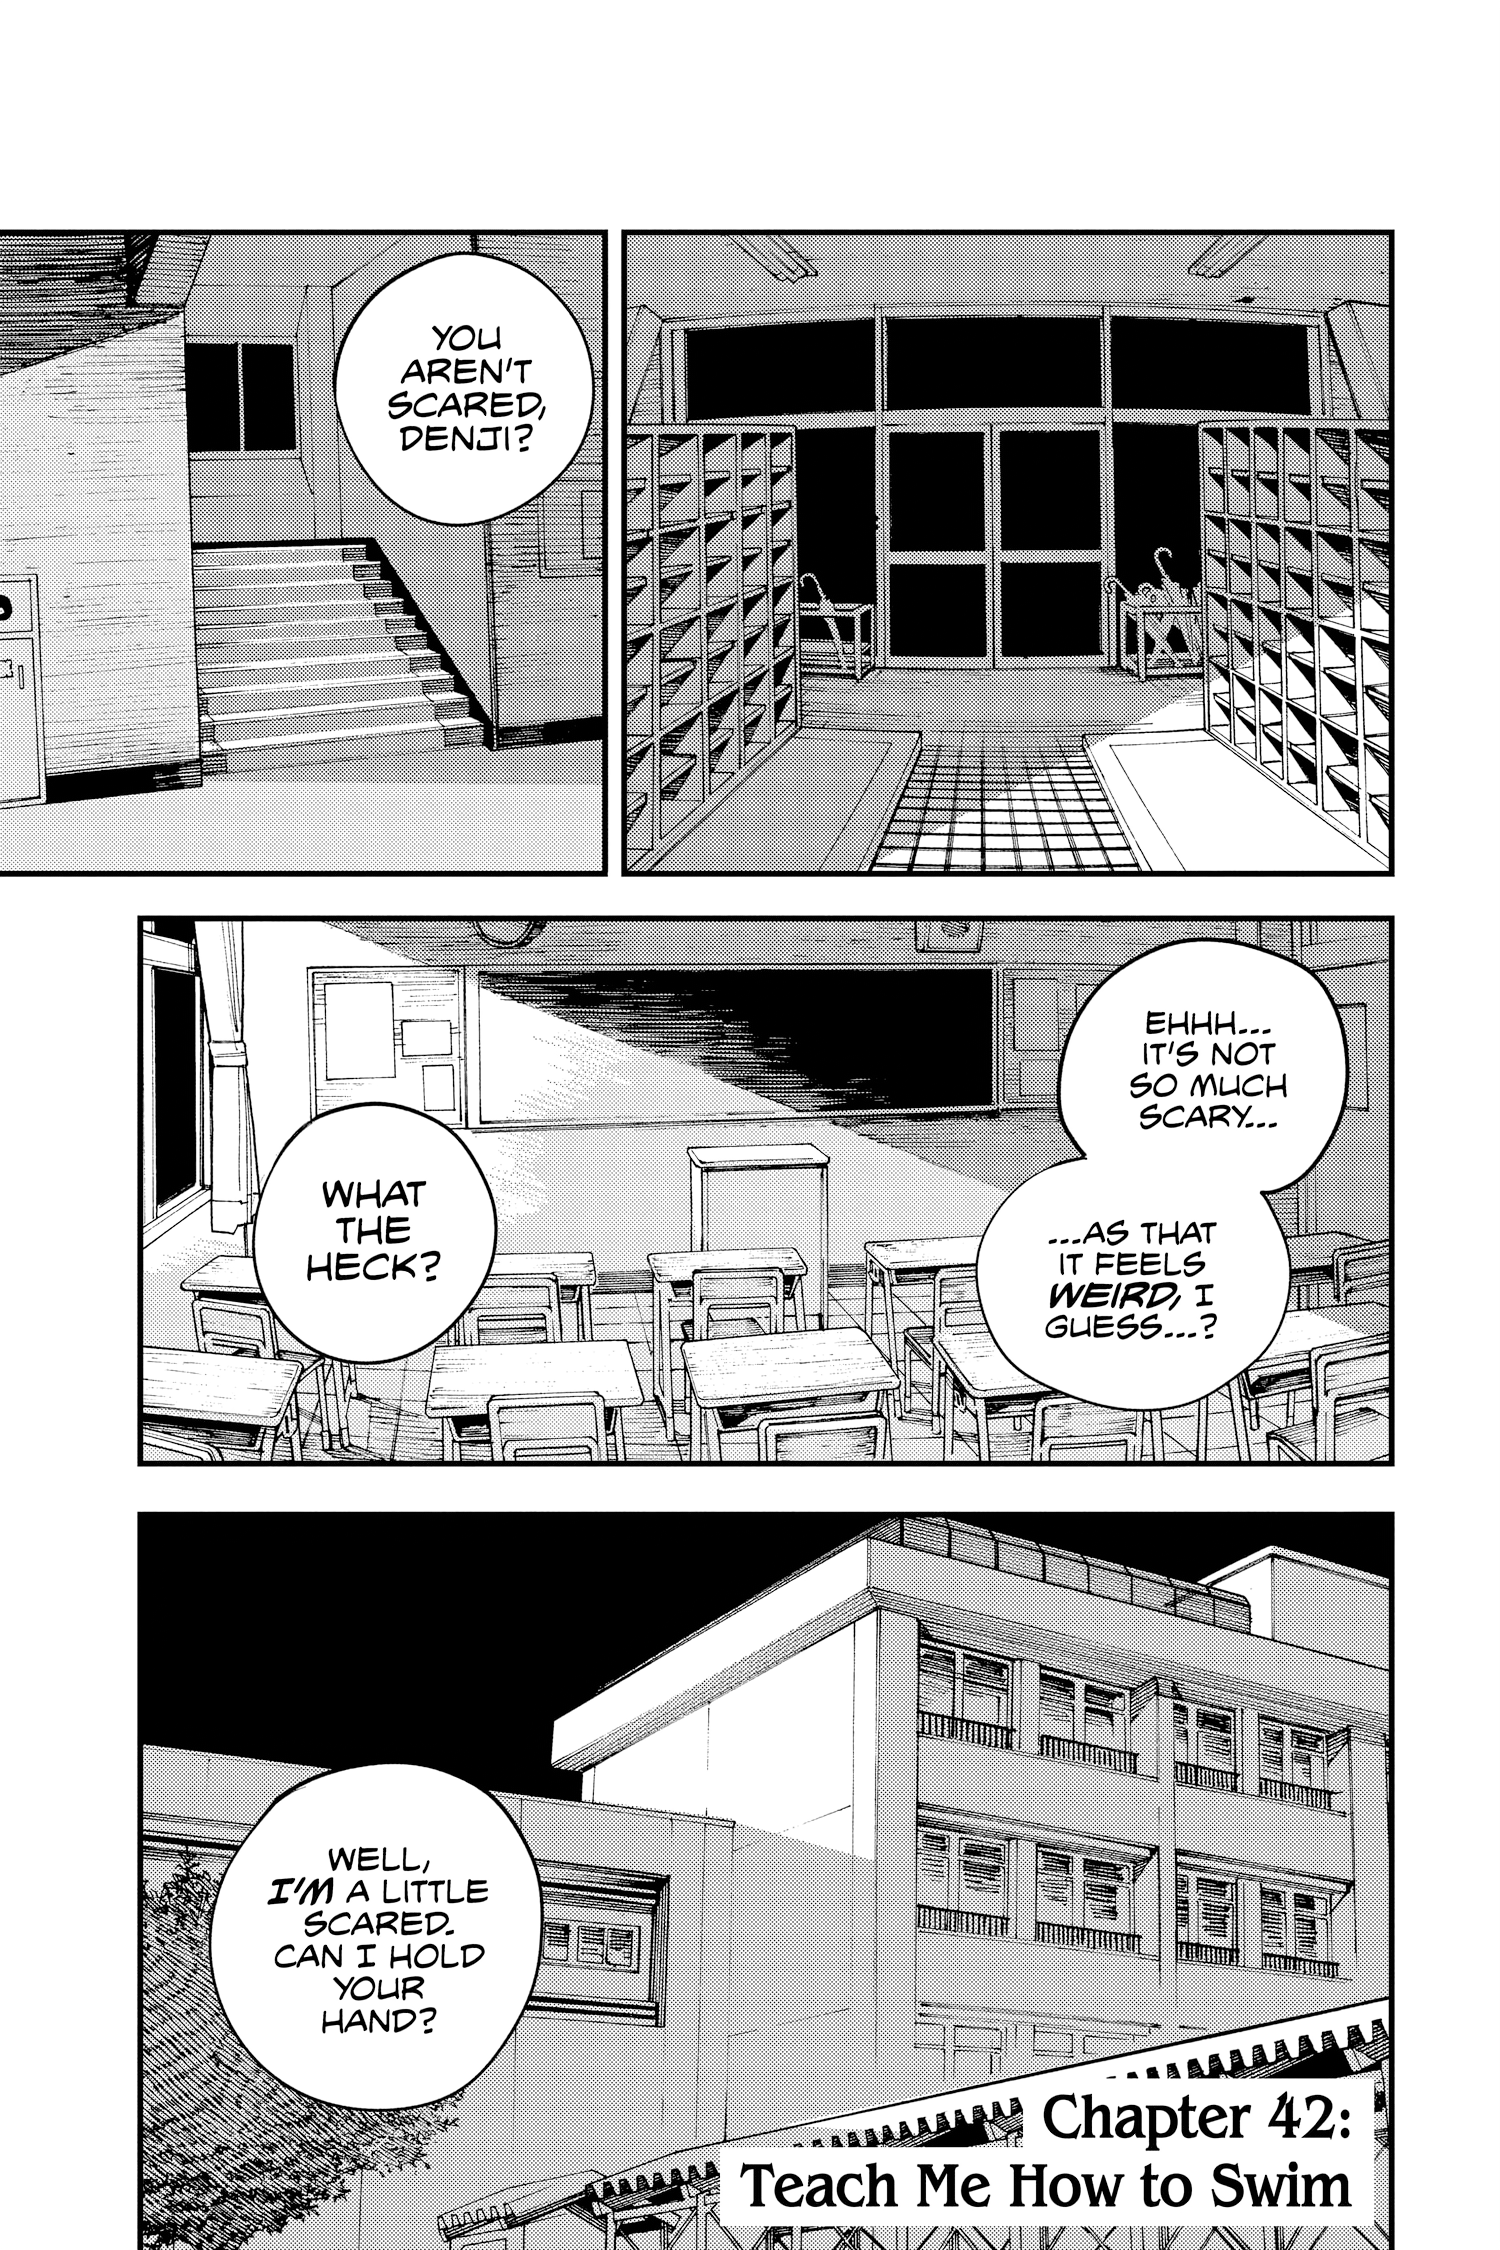 YOU
AREN'T
SCARED,
DENJI?
EHHH...
IT'S NOT
SO MUCH
SCARY...
...AS THAT
IT FEELS
WEIRD, I
GUESS...?
WHAT
THE
HECK?
WELL,
I'M A LITTLE
SCARED.
CAN I HOLD
YOUR
HAND?
Chapter 42:
Teach Me How to Swim